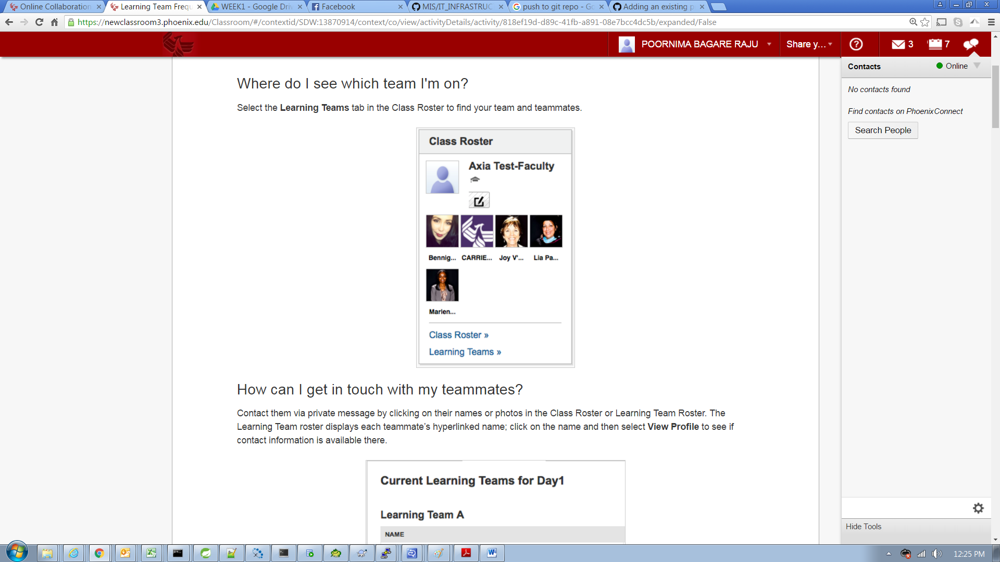 Online Collaboration
Learning Team Frequ
WEEK1 - Google Driv
Facebook
MIS/IT_INFRASTRUC
push to git repo - Go
Adding an existing p
https://newclassroom3.phoenix.edu/Classroom/#/contextid/SDW:13870914/context/co/view/activityDetails/activity/818ef19d-d89c-41fb-a891-08e7bcc4dc5b/expanded/False
POORNIMA BAGARE RAJU
Share y...
3
7
Contacts
Online
No contacts found
Find contacts on PhoenixConnect
Search People
Where do I see which team I'm on?
Select the Learning Teams tab in the Class Roster to find your team and teammates.
Class Roster
Axia Test-Faculty
Bennig... CARRIE... Joy V'... Lia Pa...
Marlen...
Class Roster »
Learning Teams »
How can I get in touch with my teammates?
Contact them via private message by clicking on their names or photos in the Class Roster or Learning Team Roster. The
Learning Team roster displays each teammate’s hyperlinked name; click on the name and then select View Profile to see if
contact information is available there.
Current Learning Teams for Day1
Learning Team A
NAME
Hide Tools
12:25 PM